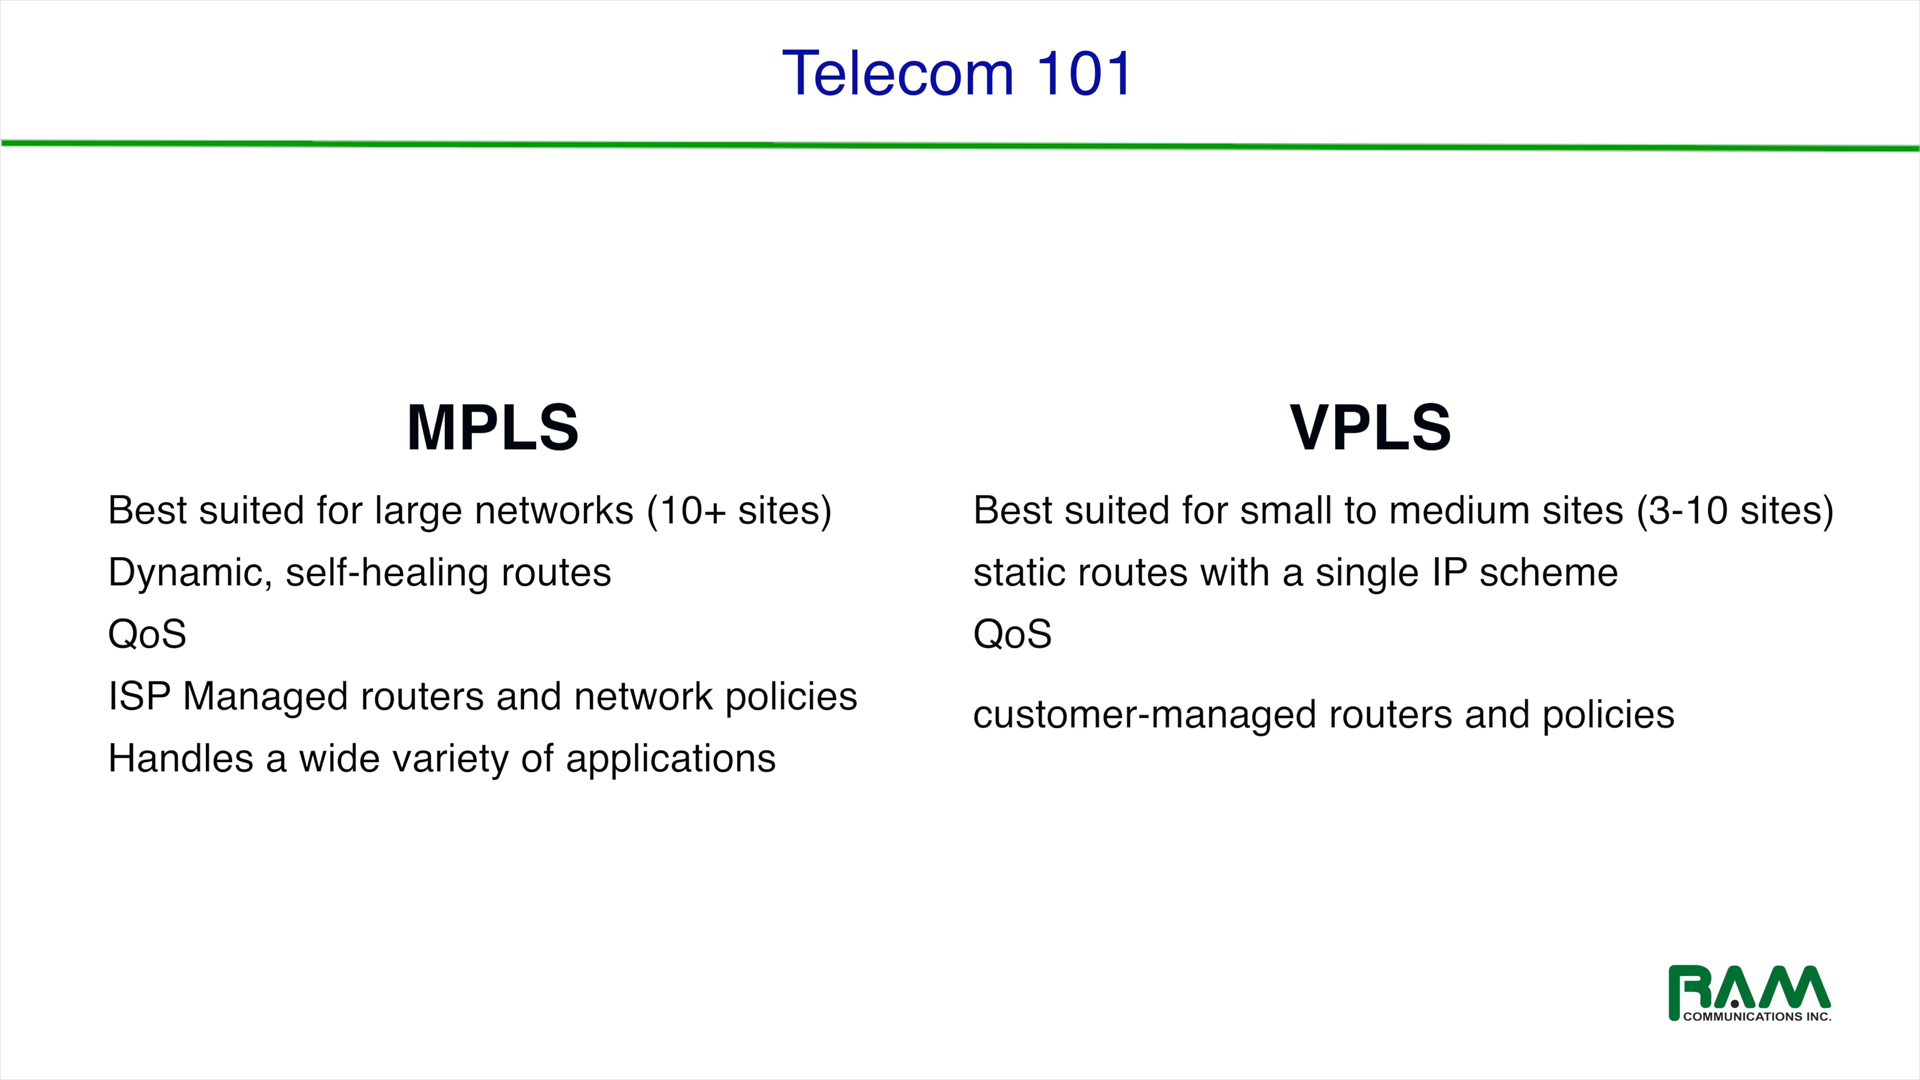 Telecom 101
MPLS
Best suited for large networks (10+ sites)
Dynamic, self-healing routes
QoS
ISP Managed routers and network policies
Handles a wide variety of applications
VPLS
Best suited for small to medium sites (3-10 sites)
static routes with a single IP scheme
QoS
customer-managed routers and policies
RAM
COMMUNICATIONS INC.